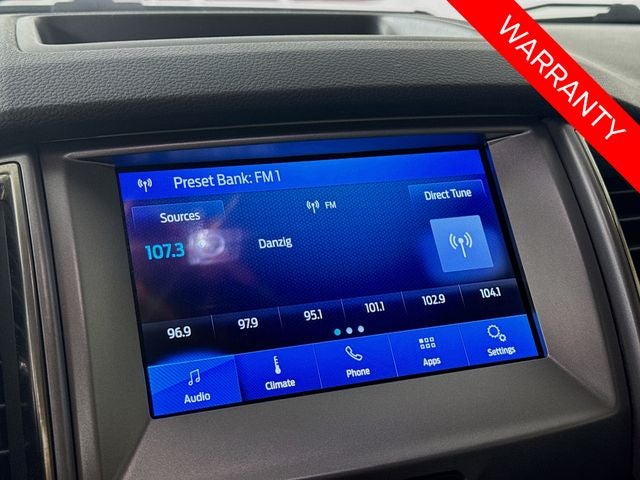 WARRANTY
Preset Bank: FM 1
Sources
FM
Direct Tune
107.3
Danzig
96.9 97.9 95.1 101.1 102.9 104.1
Audio Climate Phone Apps Settings